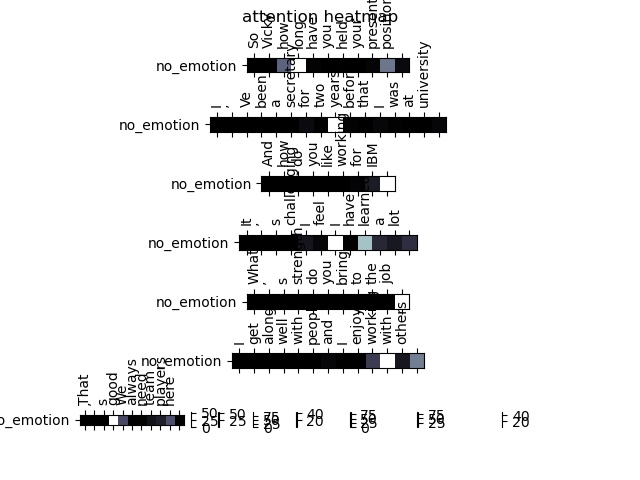 attention heatmap
So Vicky how long have you held your present position
no_emotion
I , Ve been a secretary for two years before that I was at university
no_emotion
And how challenging do you like working for IBM
no_emotion
It , s I feel I have learned a lot
no_emotion
What , s strength do you bring to the job
no_emotion
I get along well with people and I enjoy working with others
no_emotion
That , s good We always need team players here
no_emotion
50 50 75 40 75 75 40
25 25 50 20 50 50 20
0 25 0 25 0 25